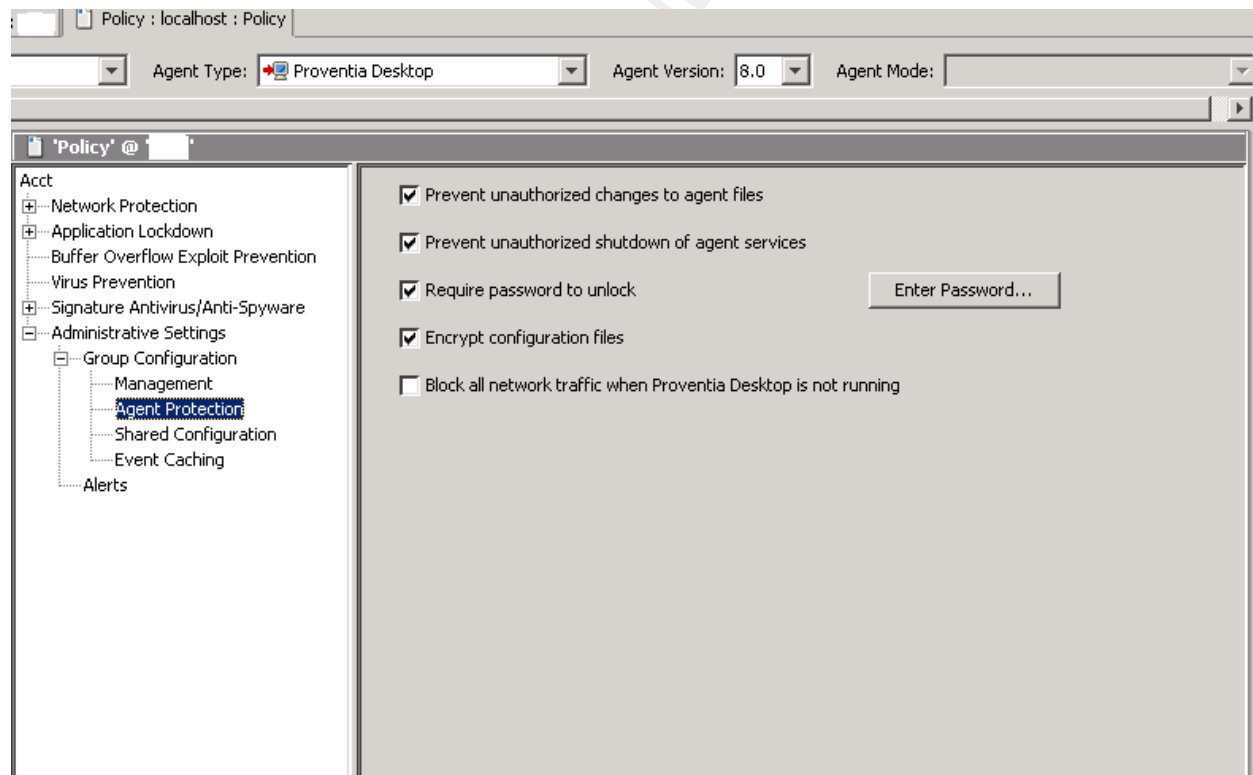 Policy : localhost : Policy
Agent Type: Proventia Desktop Agent Version: 8.0 Agent Mode:
'Policy' @ ' '
Acct
Network Protection
Application Lockdown
Buffer Overflow Exploit Prevention
Virus Prevention
Signature Antivirus/Anti-Spyware
Administrative Settings
Group Configuration
Management
Agent Protection
Shared Configuration
Event Caching
Alerts
Prevent unauthorized changes to agent files
Prevent unauthorized shutdown of agent services
Require password to unlock Enter Password...
Encrypt configuration files
Block all network traffic when Proventia Desktop is not running